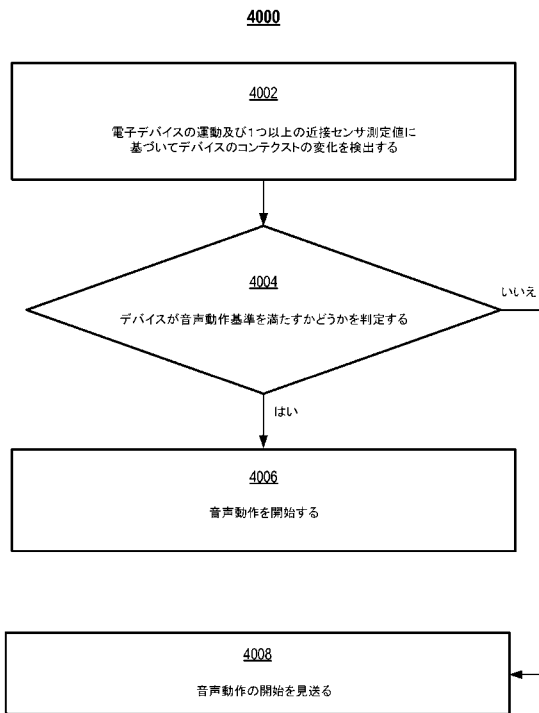 4000
4002
電子デバイスの運動及び1つ以上の近接センサ測定値に
基づいてデバイスのコンテクストの変化を検出する
4004
デバイスが音声動作基準を満たすかどうかを判定する
いいえ
はい
4006
音声動作を開始する
4008
音声動作の開始を見送る